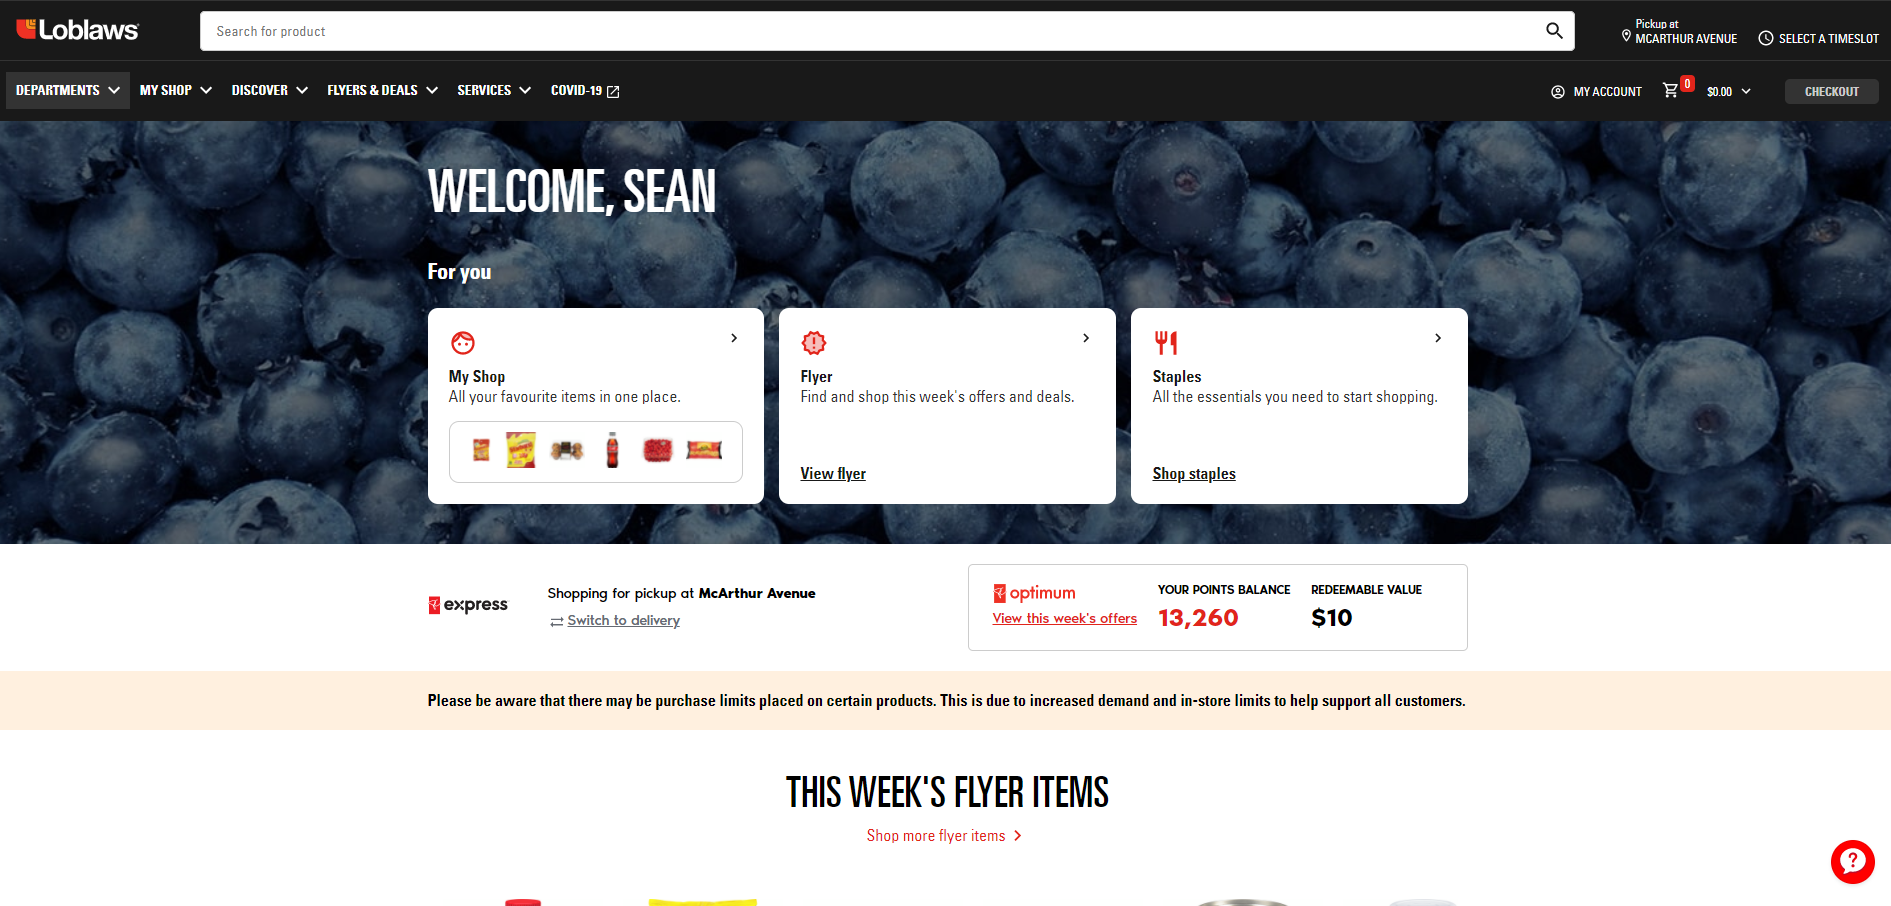 Loblaws
Search for product
Pickup at
MCARTHUR AVENUE
SELECT A TIMESLOT
DEPARTMENTS
MY SHOP
DISCOVER
FLYERS & DEALS
SERVICES
COVID-19
MY ACCOUNT
0
$0.00
CHECKOUT
WELCOME, SEAN
For you
My Shop
All your favourite items in one place.
Flyer
Find and shop this week's offers and deals.
View flyer
Staples
All the essentials you need to start shopping.
Shop staples
express
Shopping for pickup at McArthur Avenue
Switch to delivery
optimum
View this week's offers
YOUR POINTS BALANCE
13,260
REDEEMABLE VALUE
$10
Please be aware that there may be purchase limits placed on certain products. This is due to increased demand and in-store limits to help support all customers.
THIS WEEK'S FLYER ITEMS
Shop more flyer items